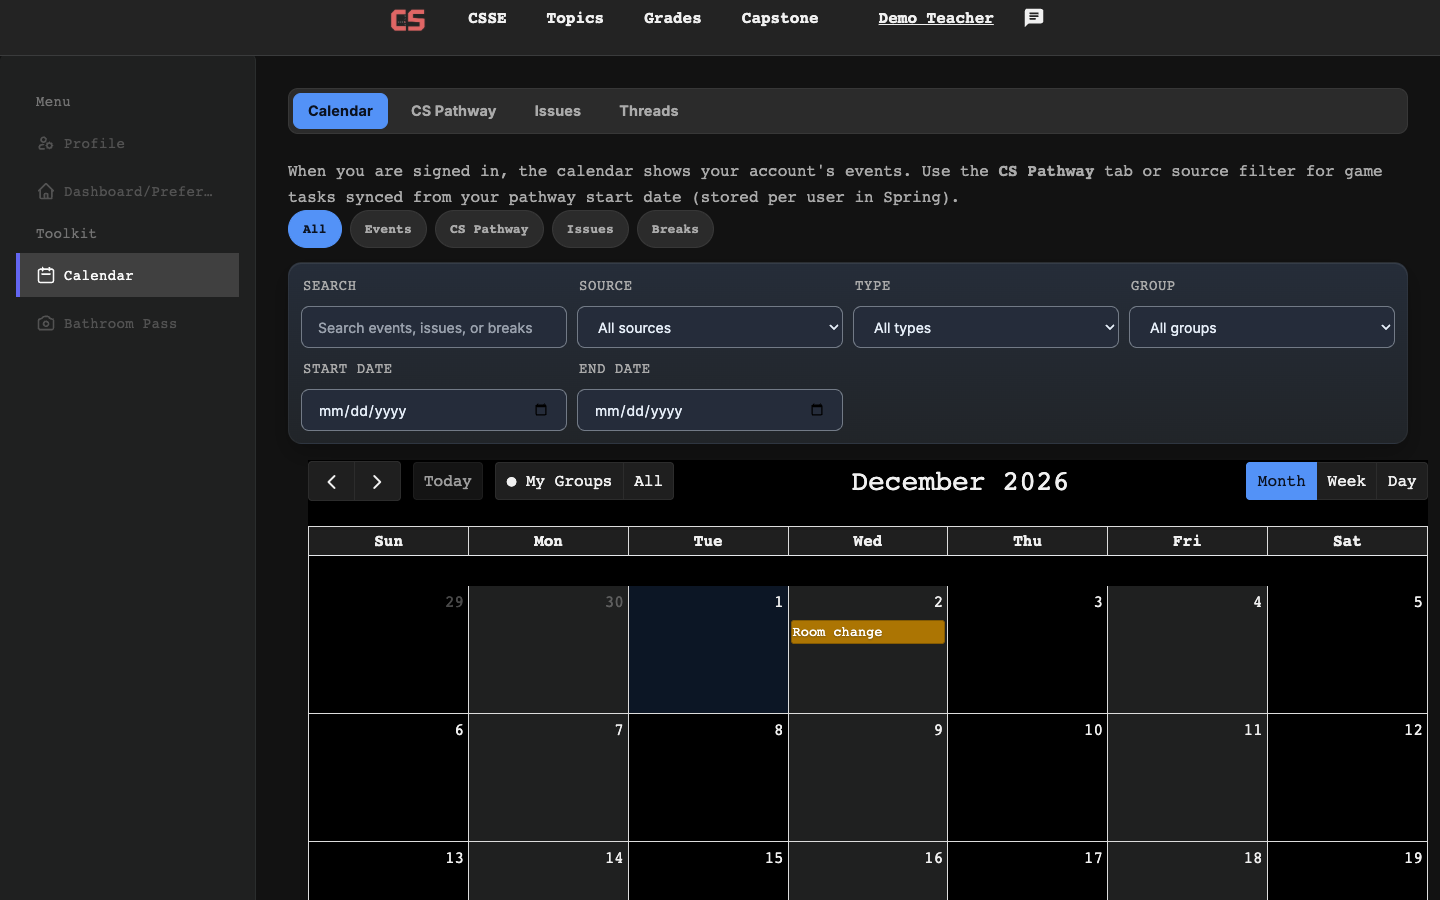 CS CSSE Topics Grades Capstone Demo Teacher
Menu
Profile
Dashboard/Prefer…
Toolkit
Calendar
Bathroom Pass
Calendar CS Pathway Issues Threads
When you are signed in, the calendar shows your account's events. Use the CS Pathway tab or source filter for game
tasks synced from your pathway start date (stored per user in Spring).
All Events CS Pathway Issues Breaks
SEARCH SOURCE TYPE GROUP
Search events, issues, or breaks All sources All types All groups
START DATE END DATE
mm/dd/yyyy mm/dd/yyyy
Today My Groups All December 2026 Month Week Day
Sun Mon Tue Wed Thu Fri Sat
29 30 1 2 3 4 5
Room change
6 7 8 9 10 11 12
13 14 15 16 17 18 19